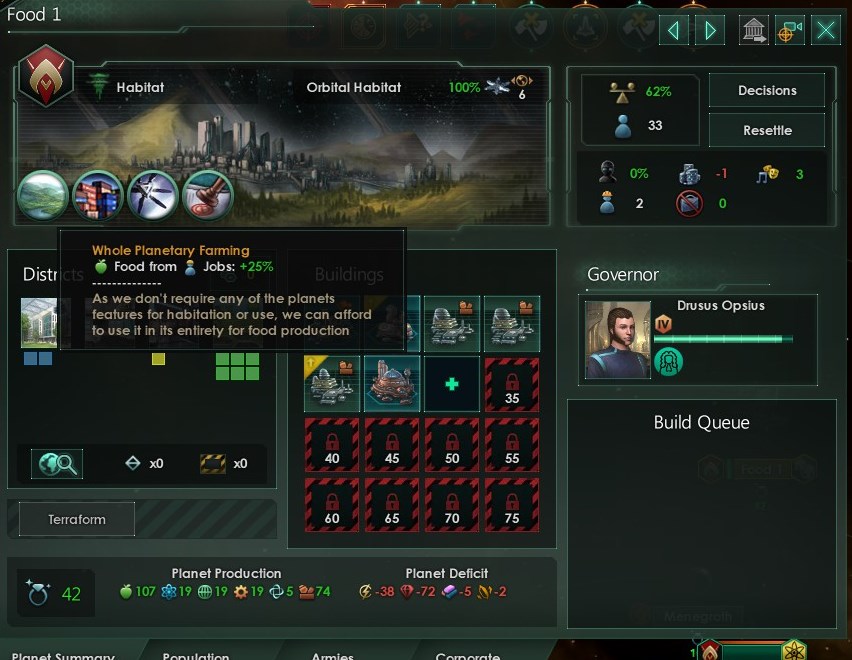 Food 1
Habitat
Orbital Habitat
100%
6
62%
33
Decisions
Resettle
0%
-1
3
2
0
Whole Planetary Farming
Food from Jobs: +25%
--------------
As we don't require any of the planets
features for habitation or use, we can afford
to use it in its entirety for food production
Districts
Buildings
35
40
45
50
55
60
65
70
75
x0
x0
Terraform
Governor
Drusus Opsius
IV
Build Queue
Food 1
Menegruin
42
Planet Production
107 19 19 19 5 74
Planet Deficit
-38 -72 -5 -2
Planet Summary
Population
Armies
Corporate
1